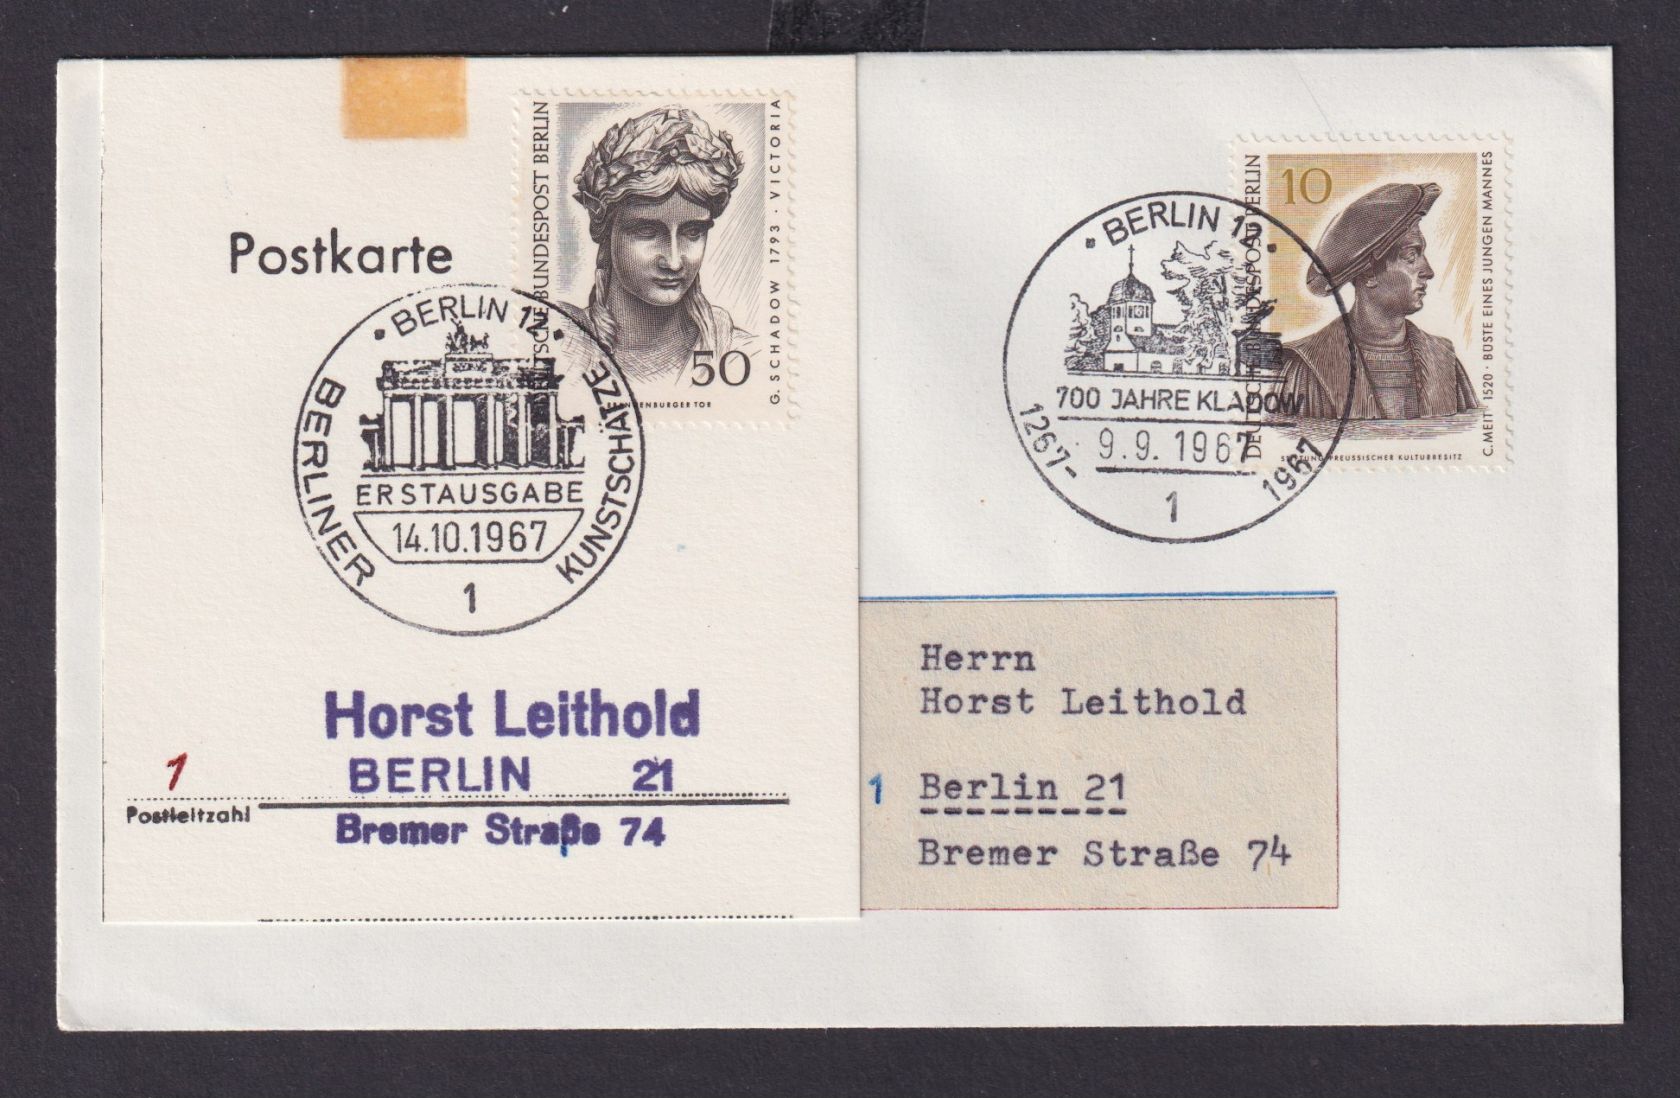 Postkarte
DEUTSCHE BUNDESPOST BERLIN
G. SCHADOW 1793 · VICTORIA
50
BERLIN 12
BERLINER
KUNSTSCHÄTZE
ERSTAUSGABE
14.10.1967
1
Horst Leithold
1
BERLIN 21
Postleitzahl
Bremer Straße 74
DEUTSCHE BUNDESPOST BERLIN
10
C. MEIT 1520 · BÜSTE EINES JUNGEN MANNES
STIFTUNG PREUSSISCHER KULTURBESITZ
BERLIN 12
700 JAHRE KLADOW
1267-
9.9.1967
1967
1
Herrn
Horst Leithold
1 Berlin 21
Bremer Straße 74